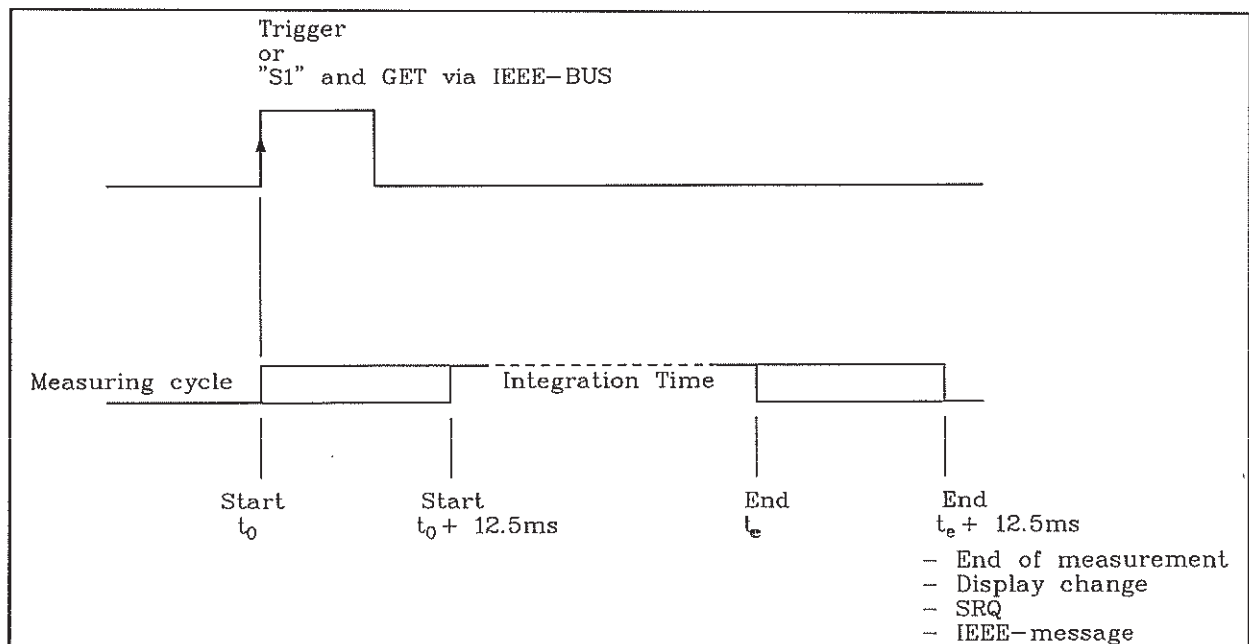 Trigger
or
"S1" and GET via IEEE-BUS
Measuring cycle
Integration Time
Start
t₀
Start
t₀ + 12.5ms
End
tₑ
End
tₑ + 12.5ms
- End of measurement
- Display change
- SRQ
- IEEE-message